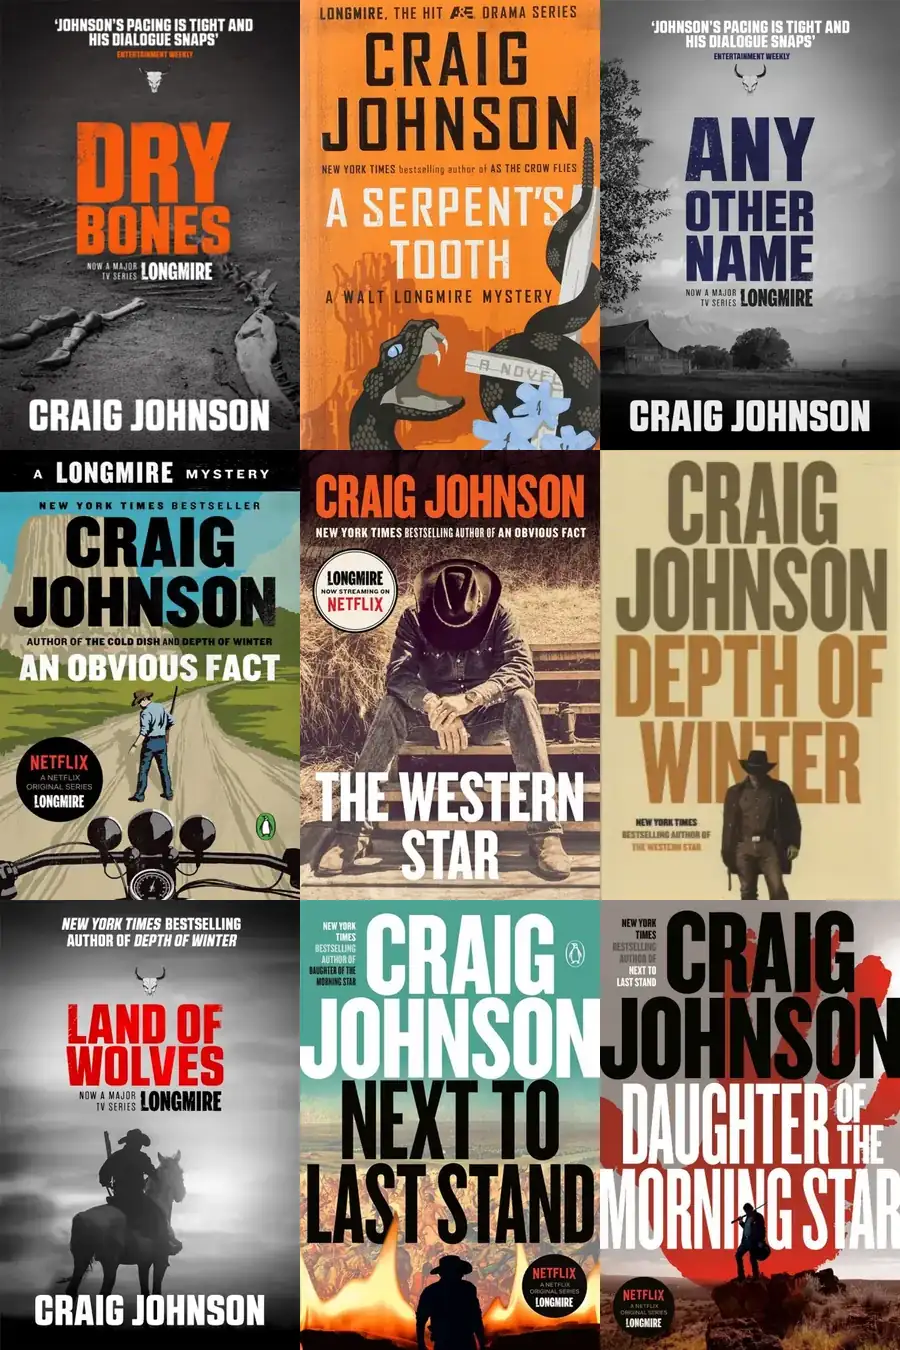 'JOHNSON'S PACING IS TIGHT AND
HIS DIALOGUE SNAPS'
ENTERTAINMENT WEEKLY
DRY
BONES
NOW A MAJOR
TV SERIES LONGMIRE
CRAIG JOHNSON
LONGMIRE, THE HIT A&E DRAMA SERIES
CRAIG
JOHNSON
NEW YORK TIMES bestselling author of AS THE CROW FLIES
A SERPENT'S
TOOTH
A WALT LONGMIRE MYSTERY
A NOVEL
'JOHNSON'S PACING IS TIGHT AND
HIS DIALOGUE SNAPS'
ENTERTAINMENT WEEKLY
ANY
OTHER
NAME
NOW A MAJOR
TV SERIES LONGMIRE
CRAIG JOHNSON
A LONGMIRE MYSTERY
NEW YORK TIMES BESTSELLER
CRAIG
JOHNSON
AUTHOR OF THE COLD DISH AND DEPTH OF WINTER
AN OBVIOUS FACT
NETFLIX
A NETFLIX
ORIGINAL SERIES
LONGMIRE
CRAIG JOHNSON
NEW YORK TIMES BESTSELLING AUTHOR OF AN OBVIOUS FACT
LONGMIRE
NOW STREAMING ON
NETFLIX
THE WESTERN
STAR
CRAIG
JOHNSON
DEPTH OF
WINTER
NEW YORK TIMES
BESTSELLING AUTHOR OF
THE WESTERN STAR
NEW YORK TIMES BESTSELLING
AUTHOR OF DEPTH OF WINTER
LAND OF
WOLVES
NOW A MAJOR
TV SERIES LONGMIRE
CRAIG JOHNSON
NEW YORK
TIMES
BESTSELLING
AUTHOR OF
DAUGHTER OF THE
MORNING STAR
CRAIG
JOHNSON
NEXT TO
LAST STAND
NETFLIX
A NETFLIX
ORIGINAL SERIES
LONGMIRE
NEW YORK
TIMES
BESTSELLING
AUTHOR OF
NEXT TO
LAST STAND
CRAIG
JOHNSON
DAUGHTER OF
THE
MORNING STAR
NETFLIX
A NETFLIX
ORIGINAL SERIES
LONGMIRE